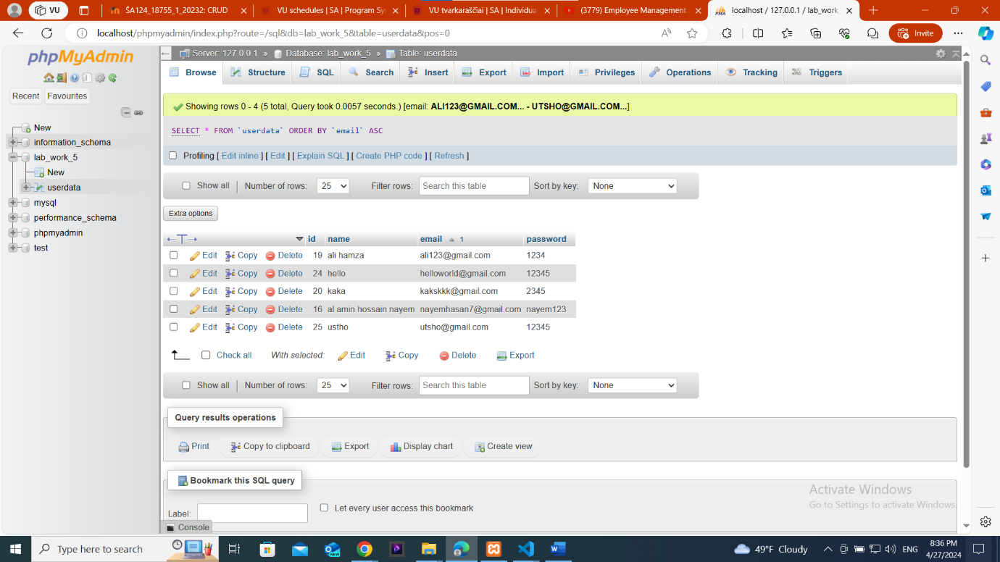 VU
ŠA124_18755_1_20232: CRUD
VU schedules | SA | Program Sy
VU tvarkaraščiai | SA | Individua
(3779) Employee Management
localhost / 127.0.0.1 / lab_work_
localhost/phpmyadmin/index.php?route=/sql&db=lab_work_5&table=userdata&pos=0
Invite
phpMyAdmin
Recent Favourites
New
information_schema
lab_work_5
New
userdata
mysql
performance_schema
phpmyadmin
test
Server: 127.0.0.1 » Database: lab_work_5 » Table: userdata
Browse Structure SQL Search Insert Export Import Privileges Operations Tracking Triggers
Showing rows 0 - 4 (5 total, Query took 0.0057 seconds.) [email: ALI123@GMAIL.COM... - UTSHO@GMAIL.COM...]
SELECT * FROM `userdata` ORDER BY `email` ASC
Profiling [ Edit inline ] [ Edit ] [ Explain SQL ] [ Create PHP code ] [ Refresh ]
Show all Number of rows: 25 Filter rows: Search this table Sort by key: None
Extra options
←T→ id name email 1 password
Edit Copy Delete 19 ali hamza ali123@gmail.com 1234
Edit Copy Delete 24 hello helloworld@gmail.com 12345
Edit Copy Delete 20 kaka kakskkk@gmail.com 2345
Edit Copy Delete 16 al amin hossain nayem nayemhasan7@gmail.com nayem123
Edit Copy Delete 25 ustho utsho@gmail.com 12345
Check all With selected: Edit Copy Delete Export
Show all Number of rows: 25 Filter rows: Search this table Sort by key: None
Query results operations
Print Copy to clipboard Export Display chart Create view
Bookmark this SQL query
Label: Let every user access this bookmark
Console
Activate Windows
Go to Settings to activate Windows.
Type here to search
49°F Cloudy
ENG
8:36 PM
4/27/2024